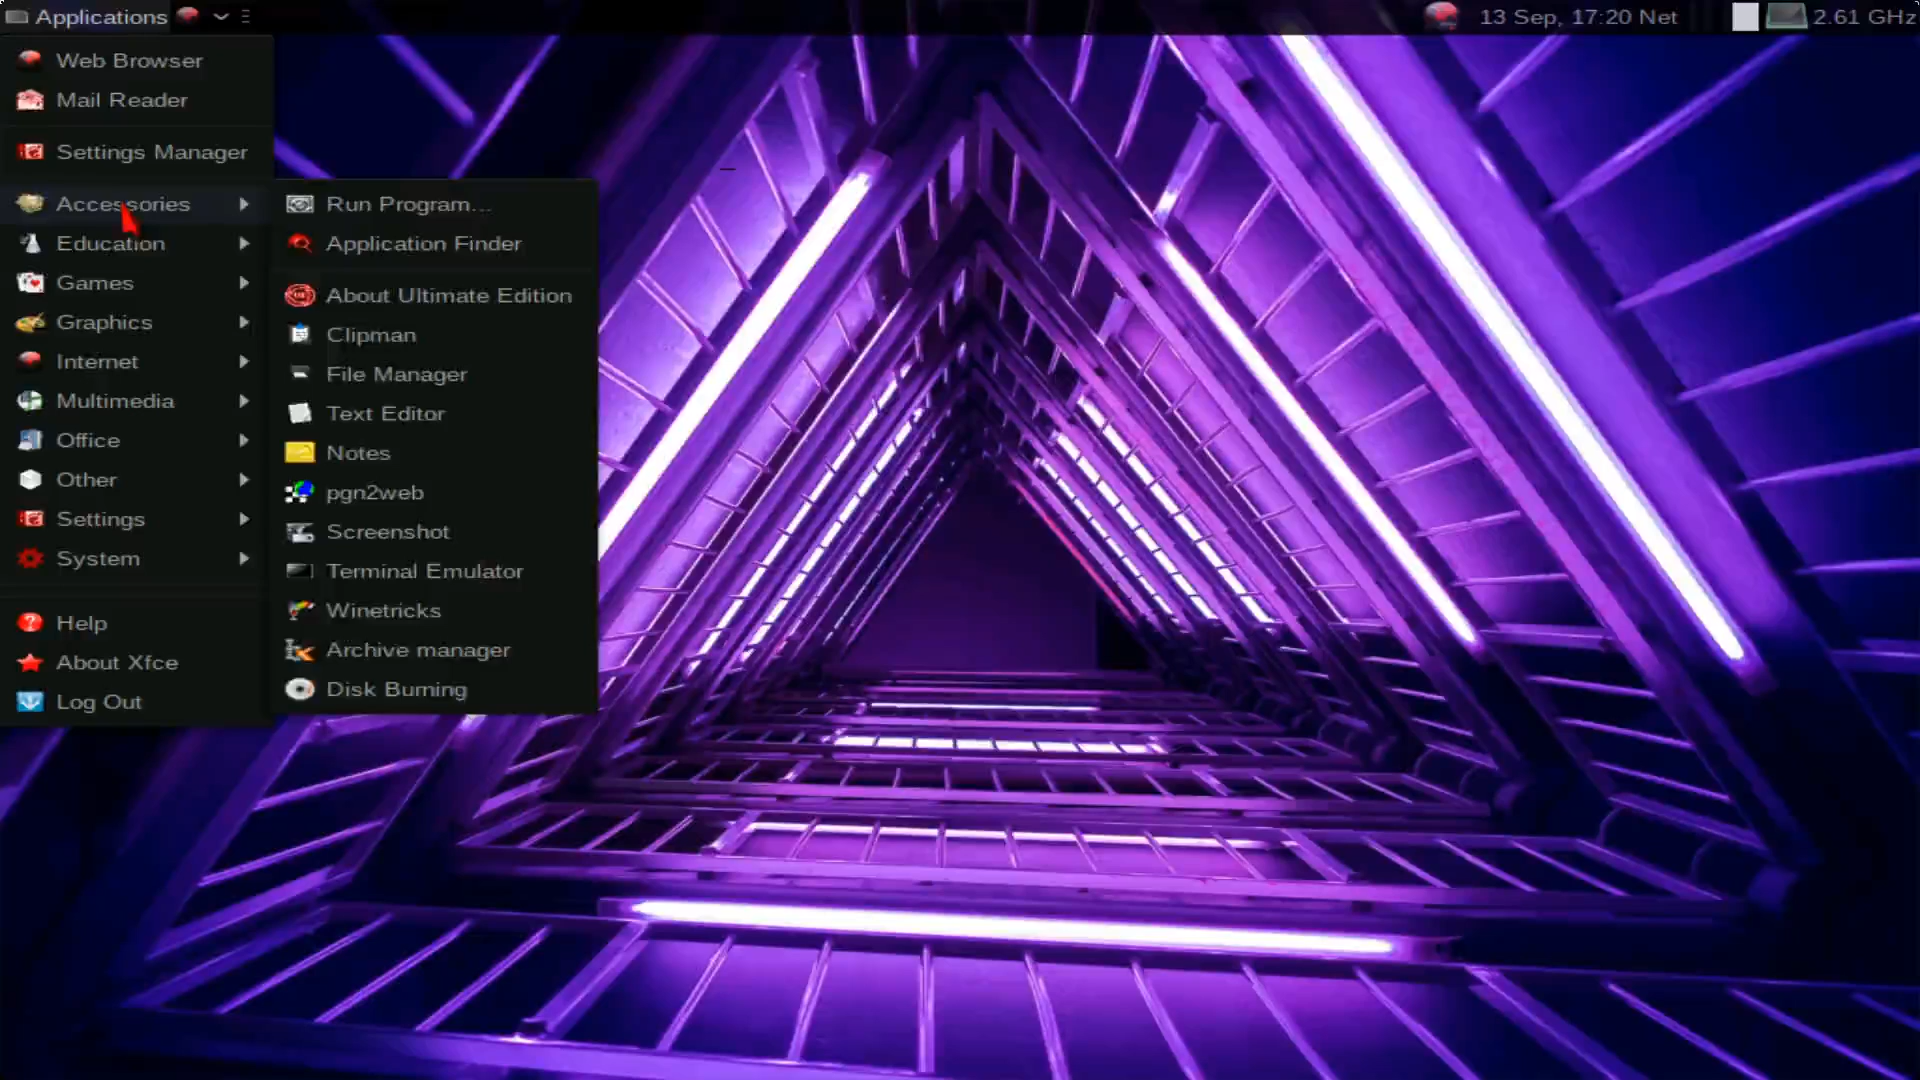 Applications
13 Sep, 17:20 Net
2.61 GHz
Web Browser
Mail Reader
Settings Manager
Accessories
Education
Games
Graphics
Internet
Multimedia
Office
Other
Settings
System
Help
About Xfce
Log Out
Run Program...
Application Finder
About Ultimate Edition
Clipman
File Manager
Text Editor
Notes
pgn2web
Screenshot
Terminal Emulator
Winetricks
Archive manager
Disk Burning